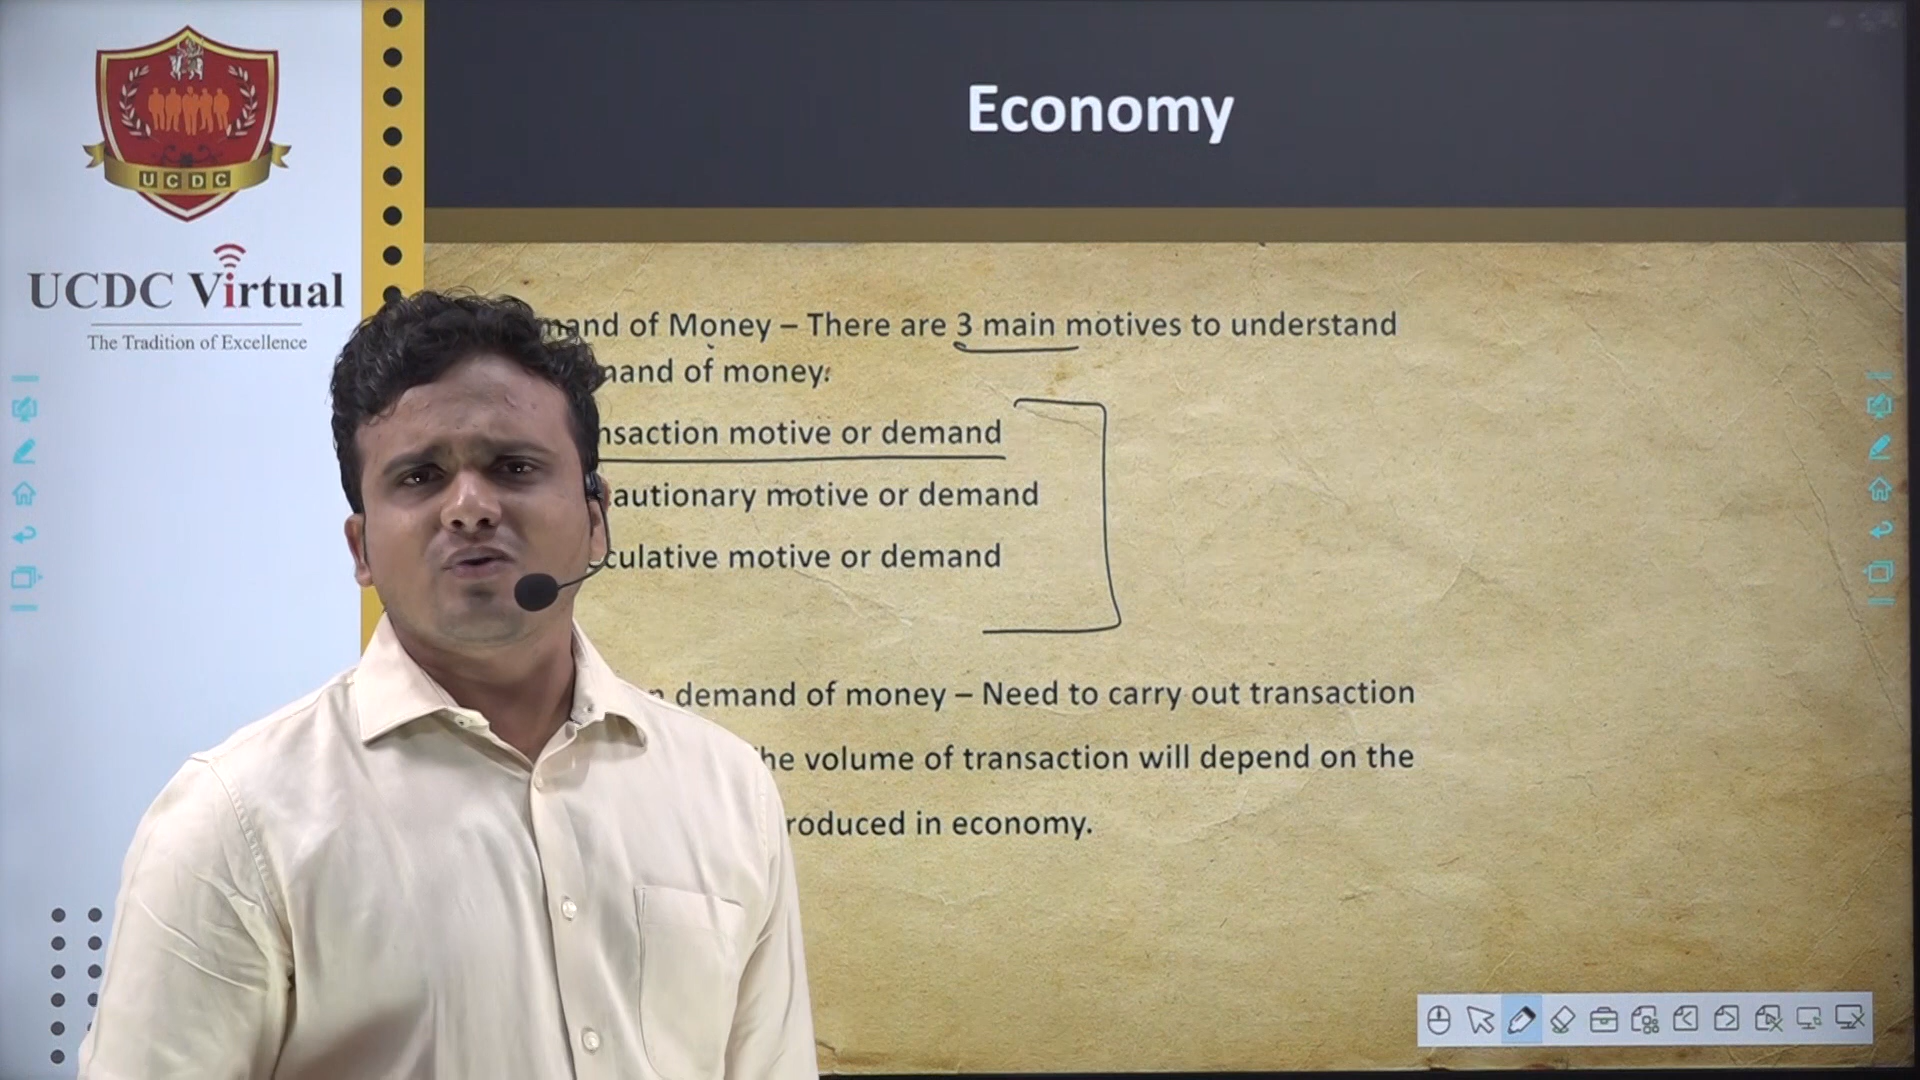 UCDC
UCDC Virtual
The Tradition of Excellence
Economy
mand of Money – There are 3 main motives to understand
mand of money:
nsaction motive or demand
cautionary motive or demand
culative motive or demand
demand of money – Need to carry out transaction
he volume of transaction will depend on the
roduced in economy.